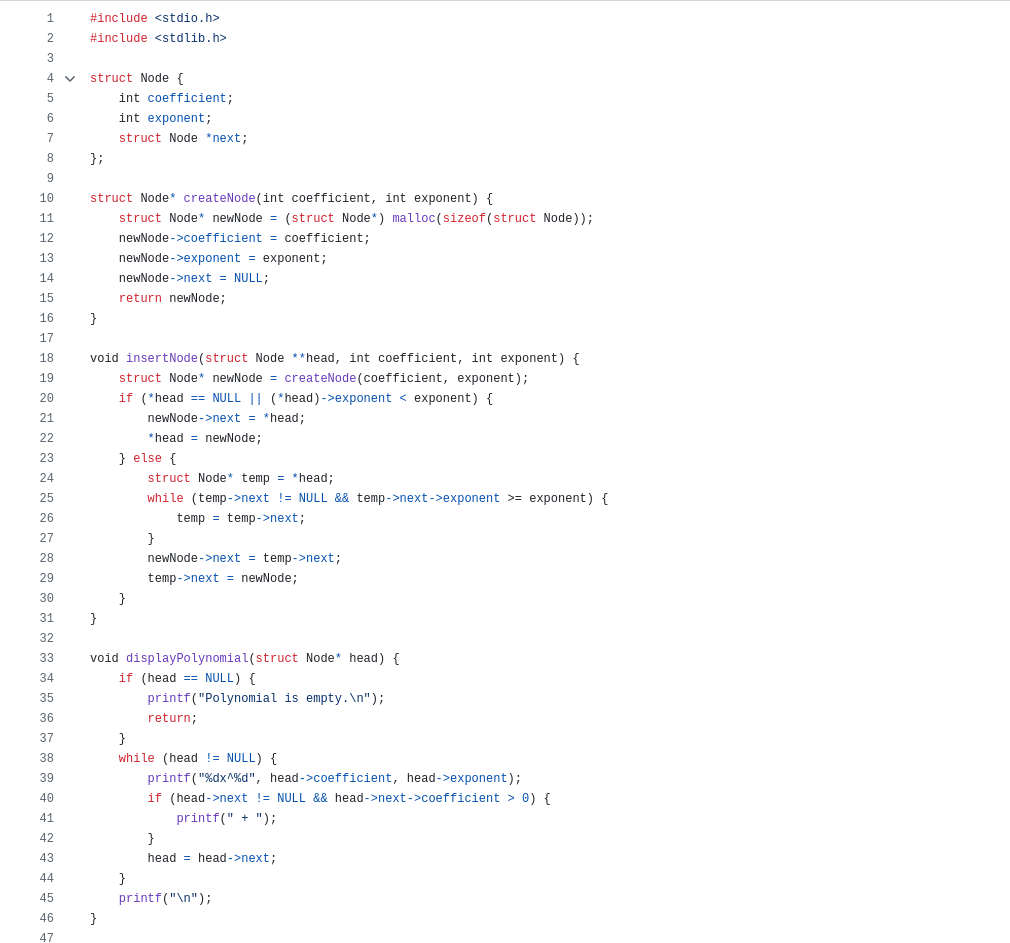 1 #include <stdio.h>
2 #include <stdlib.h>
3
4 struct Node {
5     int coefficient;
6     int exponent;
7     struct Node *next;
8 };
9
10 struct Node* createNode(int coefficient, int exponent) {
11     struct Node* newNode = (struct Node*) malloc(sizeof(struct Node));
12     newNode->coefficient = coefficient;
13     newNode->exponent = exponent;
14     newNode->next = NULL;
15     return newNode;
16 }
17
18 void insertNode(struct Node **head, int coefficient, int exponent) {
19     struct Node* newNode = createNode(coefficient, exponent);
20     if (*head == NULL || (*head)->exponent < exponent) {
21         newNode->next = *head;
22         *head = newNode;
23     } else {
24         struct Node* temp = *head;
25         while (temp->next != NULL && temp->next->exponent >= exponent) {
26             temp = temp->next;
27         }
28         newNode->next = temp->next;
29         temp->next = newNode;
30     }
31 }
32
33 void displayPolynomial(struct Node* head) {
34     if (head == NULL) {
35         printf("Polynomial is empty.\n");
36         return;
37     }
38     while (head != NULL) {
39         printf("%dx^%d", head->coefficient, head->exponent);
40         if (head->next != NULL && head->next->coefficient > 0) {
41             printf(" + ");
42         }
43         head = head->next;
44     }
45     printf("\n");
46 }
47